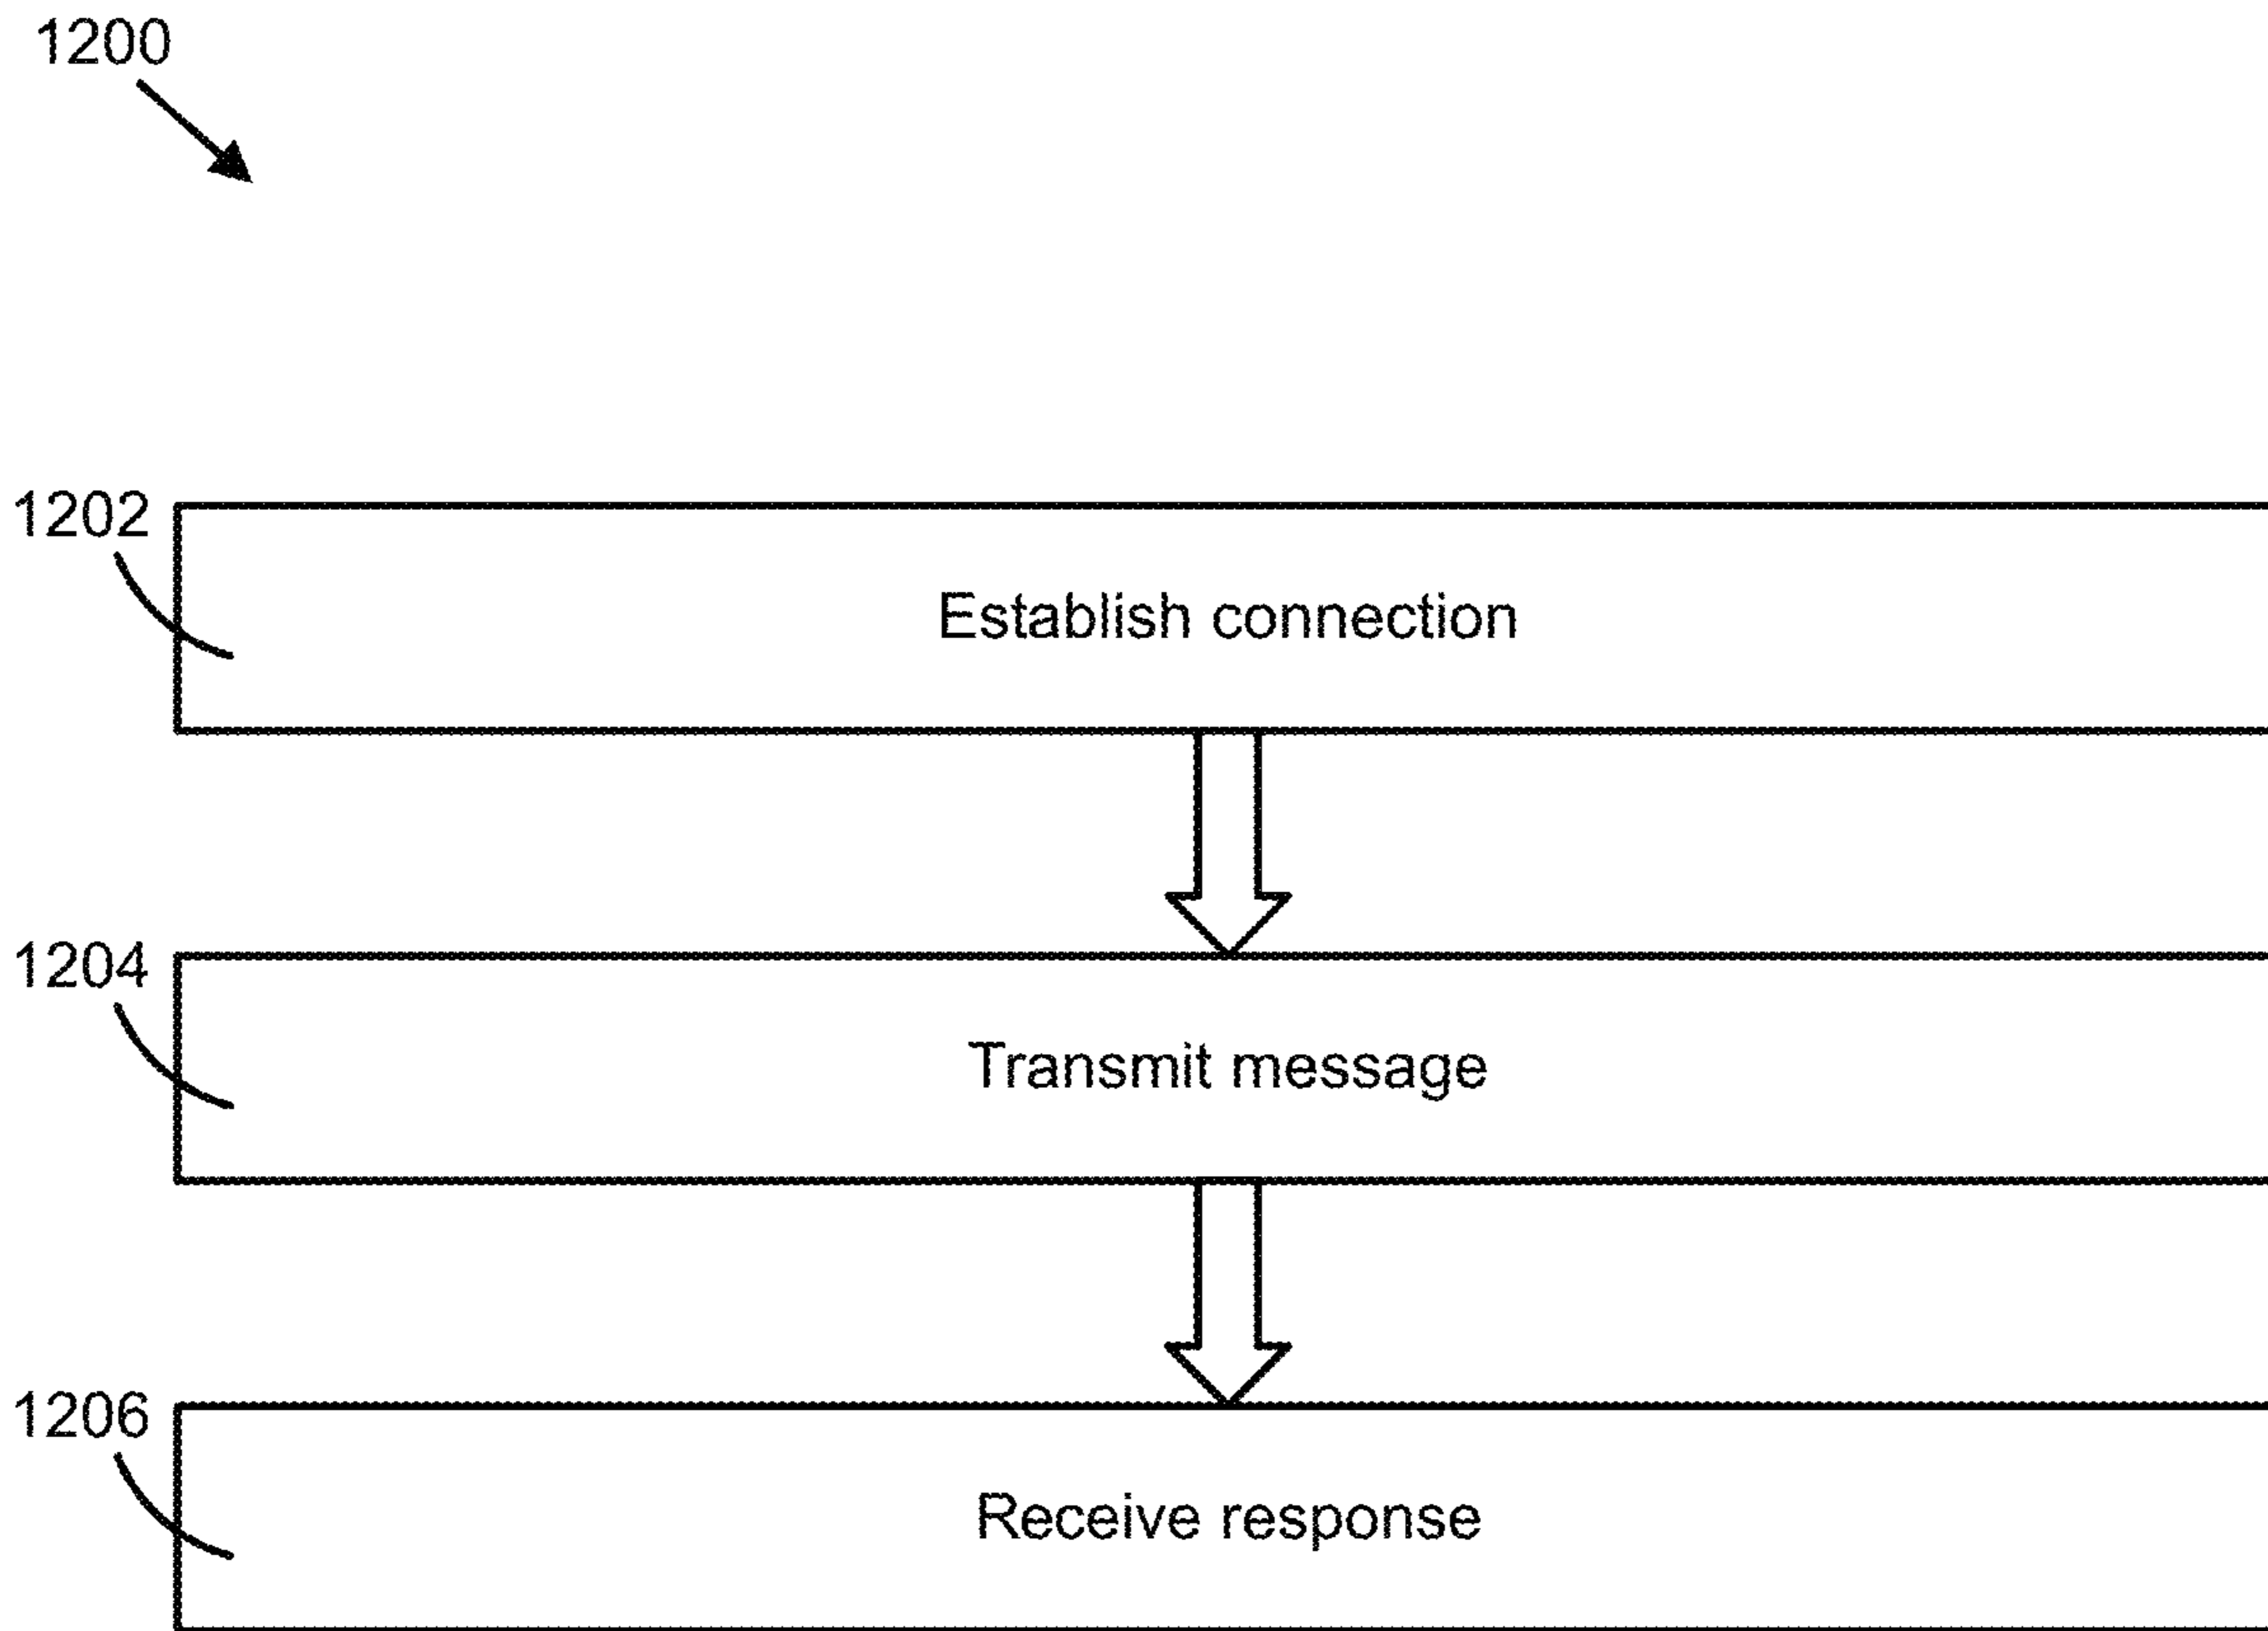 1200
1202
Establish connection
1204
Transmit message
1206
Receive response